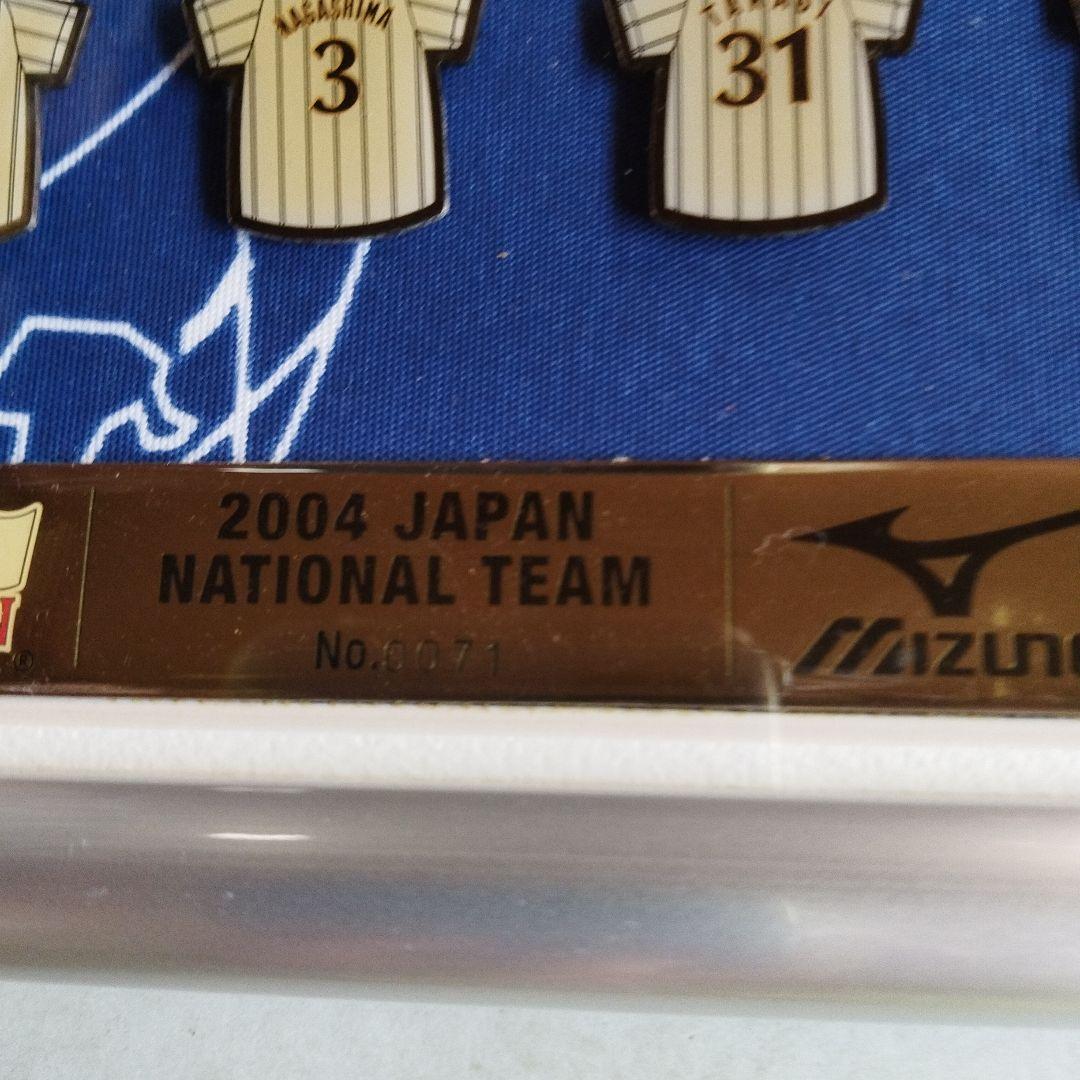 NAGASHIMA
3
31
2004 JAPAN
NATIONAL TEAM
No.0071
®
MIZUNO